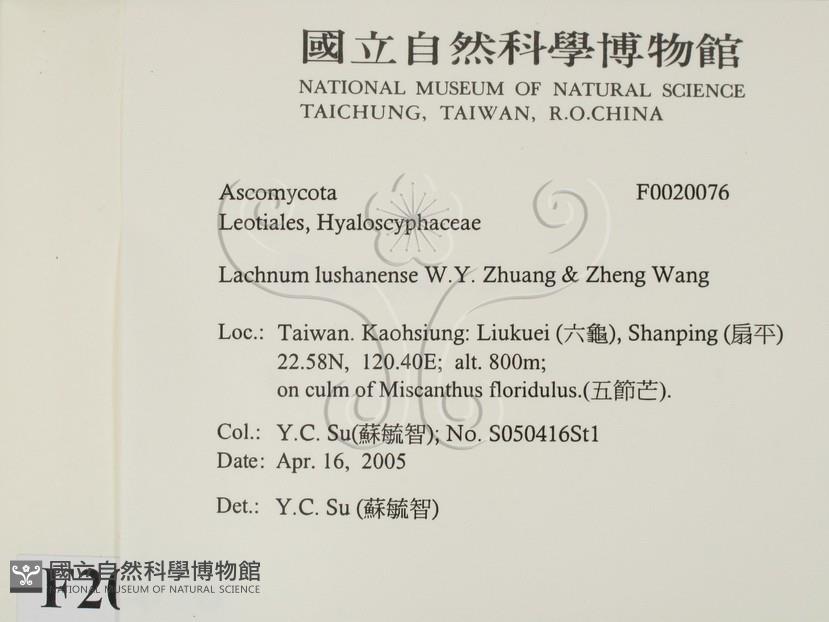 國立自然科學博物館
NATIONAL MUSEUM OF NATURAL SCIENCE
TAICHUNG, TAIWAN, R.O.CHINA
Ascomycota F0020076
Leotiales, Hyaloscyphaceae
Lachnum lushanense W.Y. Zhuang & Zheng Wang
Loc.: Taiwan. Kaohsiung: Liukuei (六龜), Shanping (扇平)
22.58N, 120.40E; alt. 800m;
on culm of Miscanthus floridulus.(五節芒).
Col.: Y.C. Su(蘇毓智); No. S050416St1
Date: Apr. 16, 2005
Det.: Y.C. Su (蘇毓智)
國立自然科學博物館
NATIONAL MUSEUM OF NATURAL SCIENCE